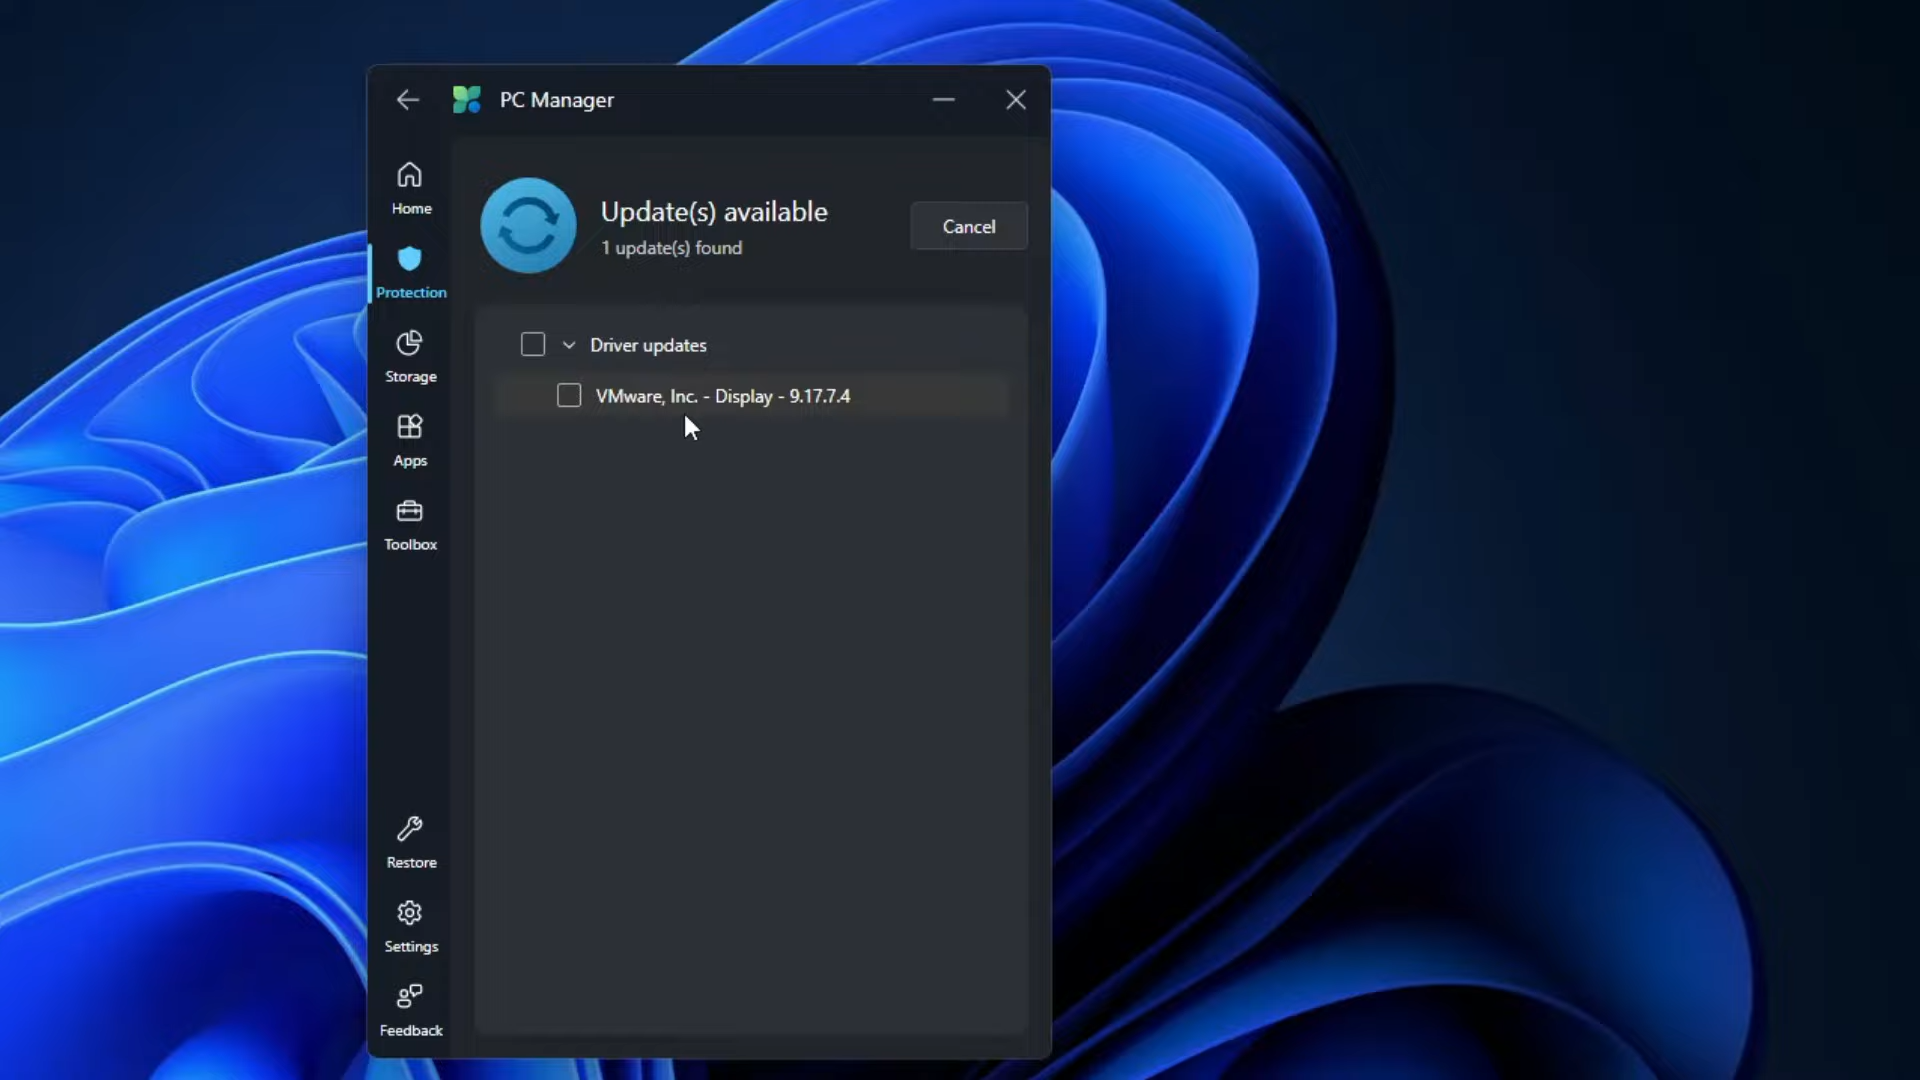 PC Manager
Home
Protection
Storage
Apps
Toolbox
Restore
Settings
Feedback
Update(s) available
1 update(s) found
Cancel
Driver updates
VMware, Inc. - Display - 9.17.7.4